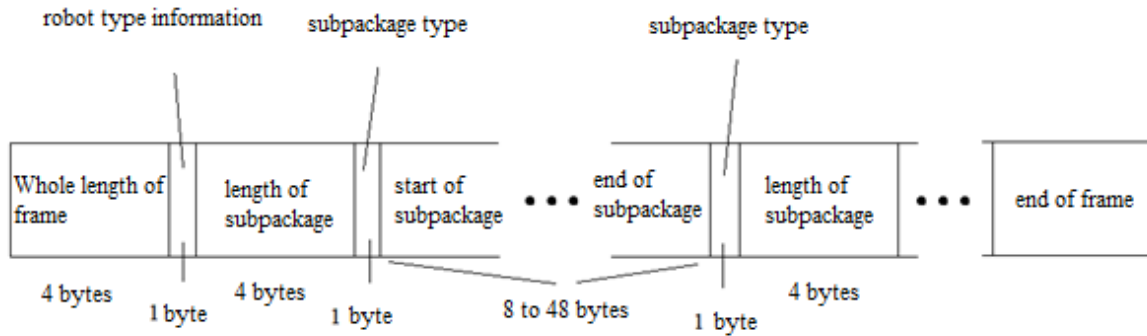 robot type information
subpackage type
subpackage type
Whole length of
frame
length of
subpackage
start of
subpackage
end of
subpackage
length of
subpackage
end of frame
4 bytes
1 byte
4 bytes
1 byte
8 to 48 bytes
1 byte
4 bytes